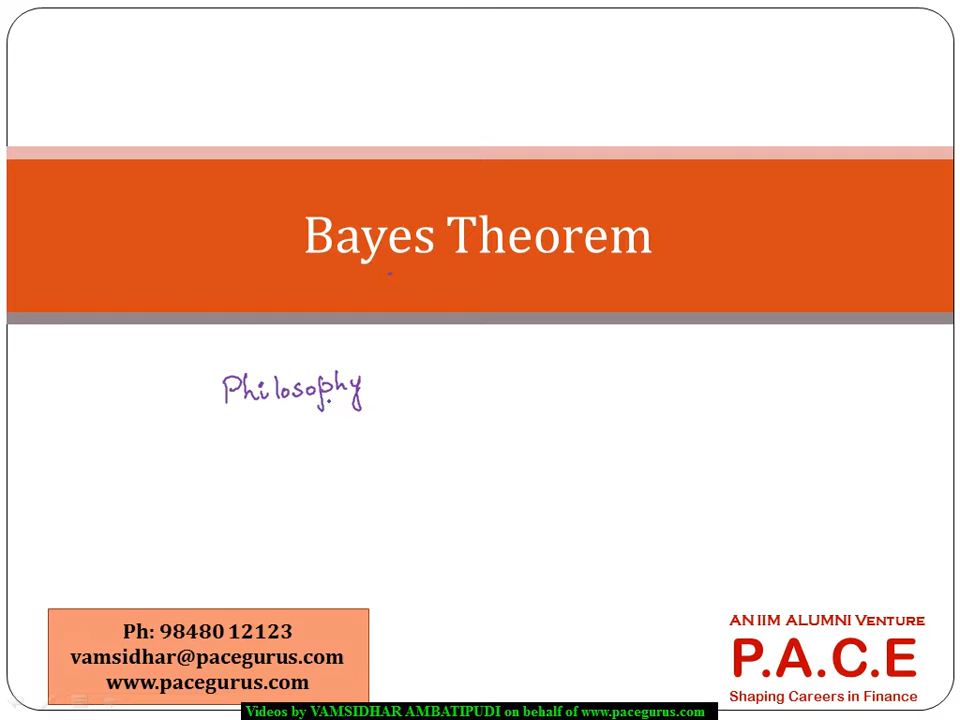 Bayes Theorem
Philosophy
Ph: 98480 12123
vamsidhar@pacegurus.com
www.pacegurus.com
AN IIM ALUMNI VENTURE
P.A.C.E
Shaping Careers in Finance
Videos by VAMSIDHAR AMBATIPUDI on behalf of www.pacegurus.com